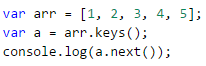 var arr = [1, 2, 3, 4, 5];
var a = arr.keys();
console.log(a.next());